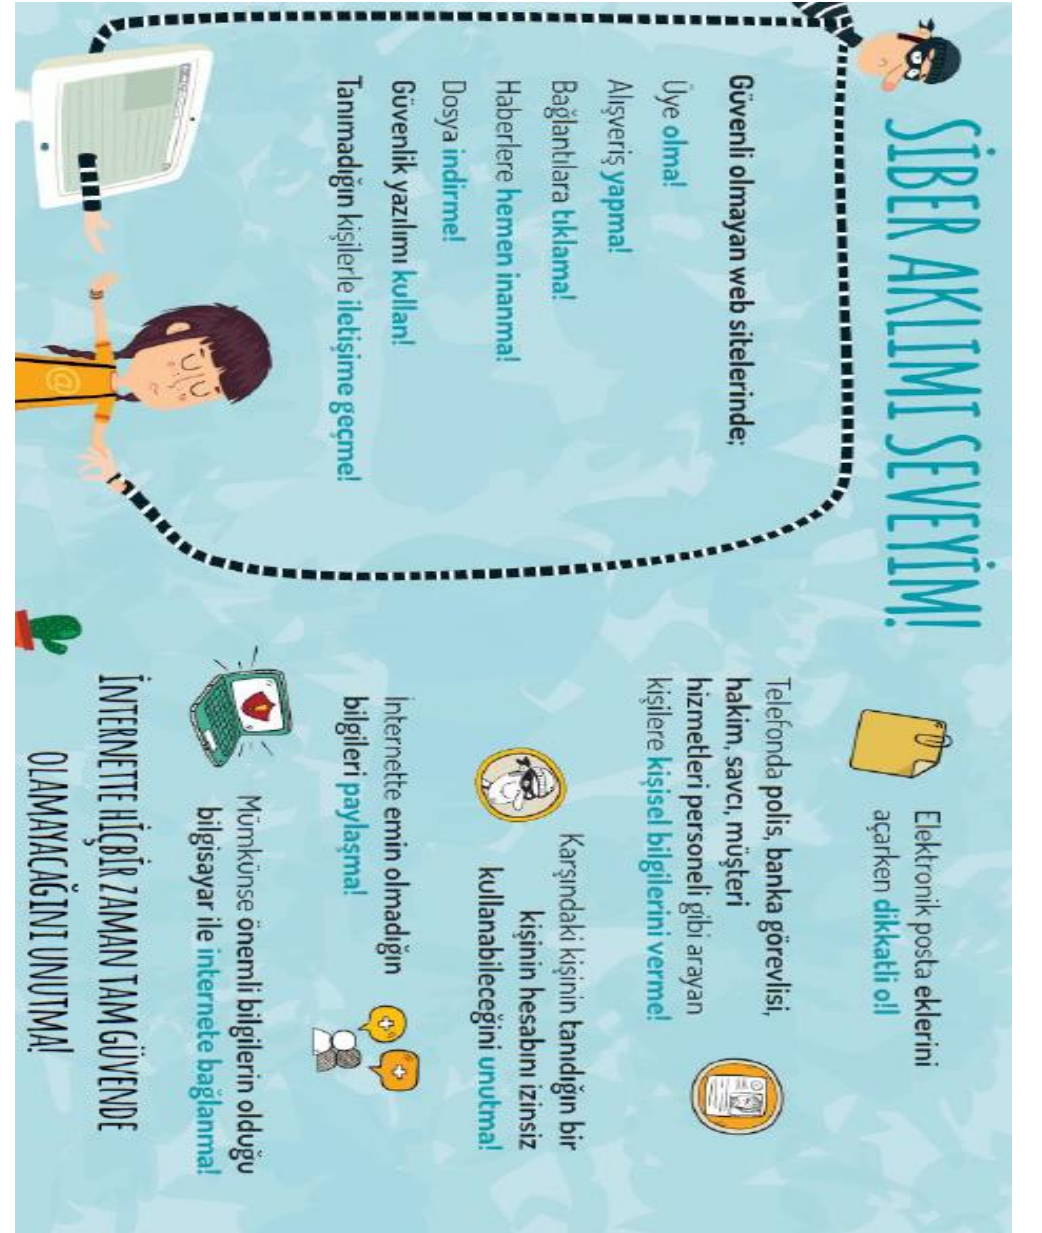 SİBER AKLIMI SEVEYİM!
Güvenli olmayan web sitelerinde;
Üye olma!
Alışveriş yapma!
Bağlantılara tıklama!
Haberlere hemen inanma!
Dosya indirme!
Güvenlik yazılımı kullan!
Tanımadığın kişilerle iletişime geçme!
@
Elektronik posta eklerini
açarken dikkatli ol!
Telefonda polis, banka görevlisi,
hakim, savcı, müşteri
hizmetleri personeli gibi arayan
kişilere kişisel bilgilerini verme!
Karşındaki kişinin tanıdığın bir
kişinin hesabını izinsiz
kullanabileceğini unutma!
İnternette emin olmadığın
bilgileri paylaşma!
Mümkünse önemli bilgilerin olduğu
bilgisayar ile internete bağlanma!
İNTERNETTE HİÇBİR ZAMAN TAM GÜVENDE
OLAMAYACAĞINI UNUTMA!